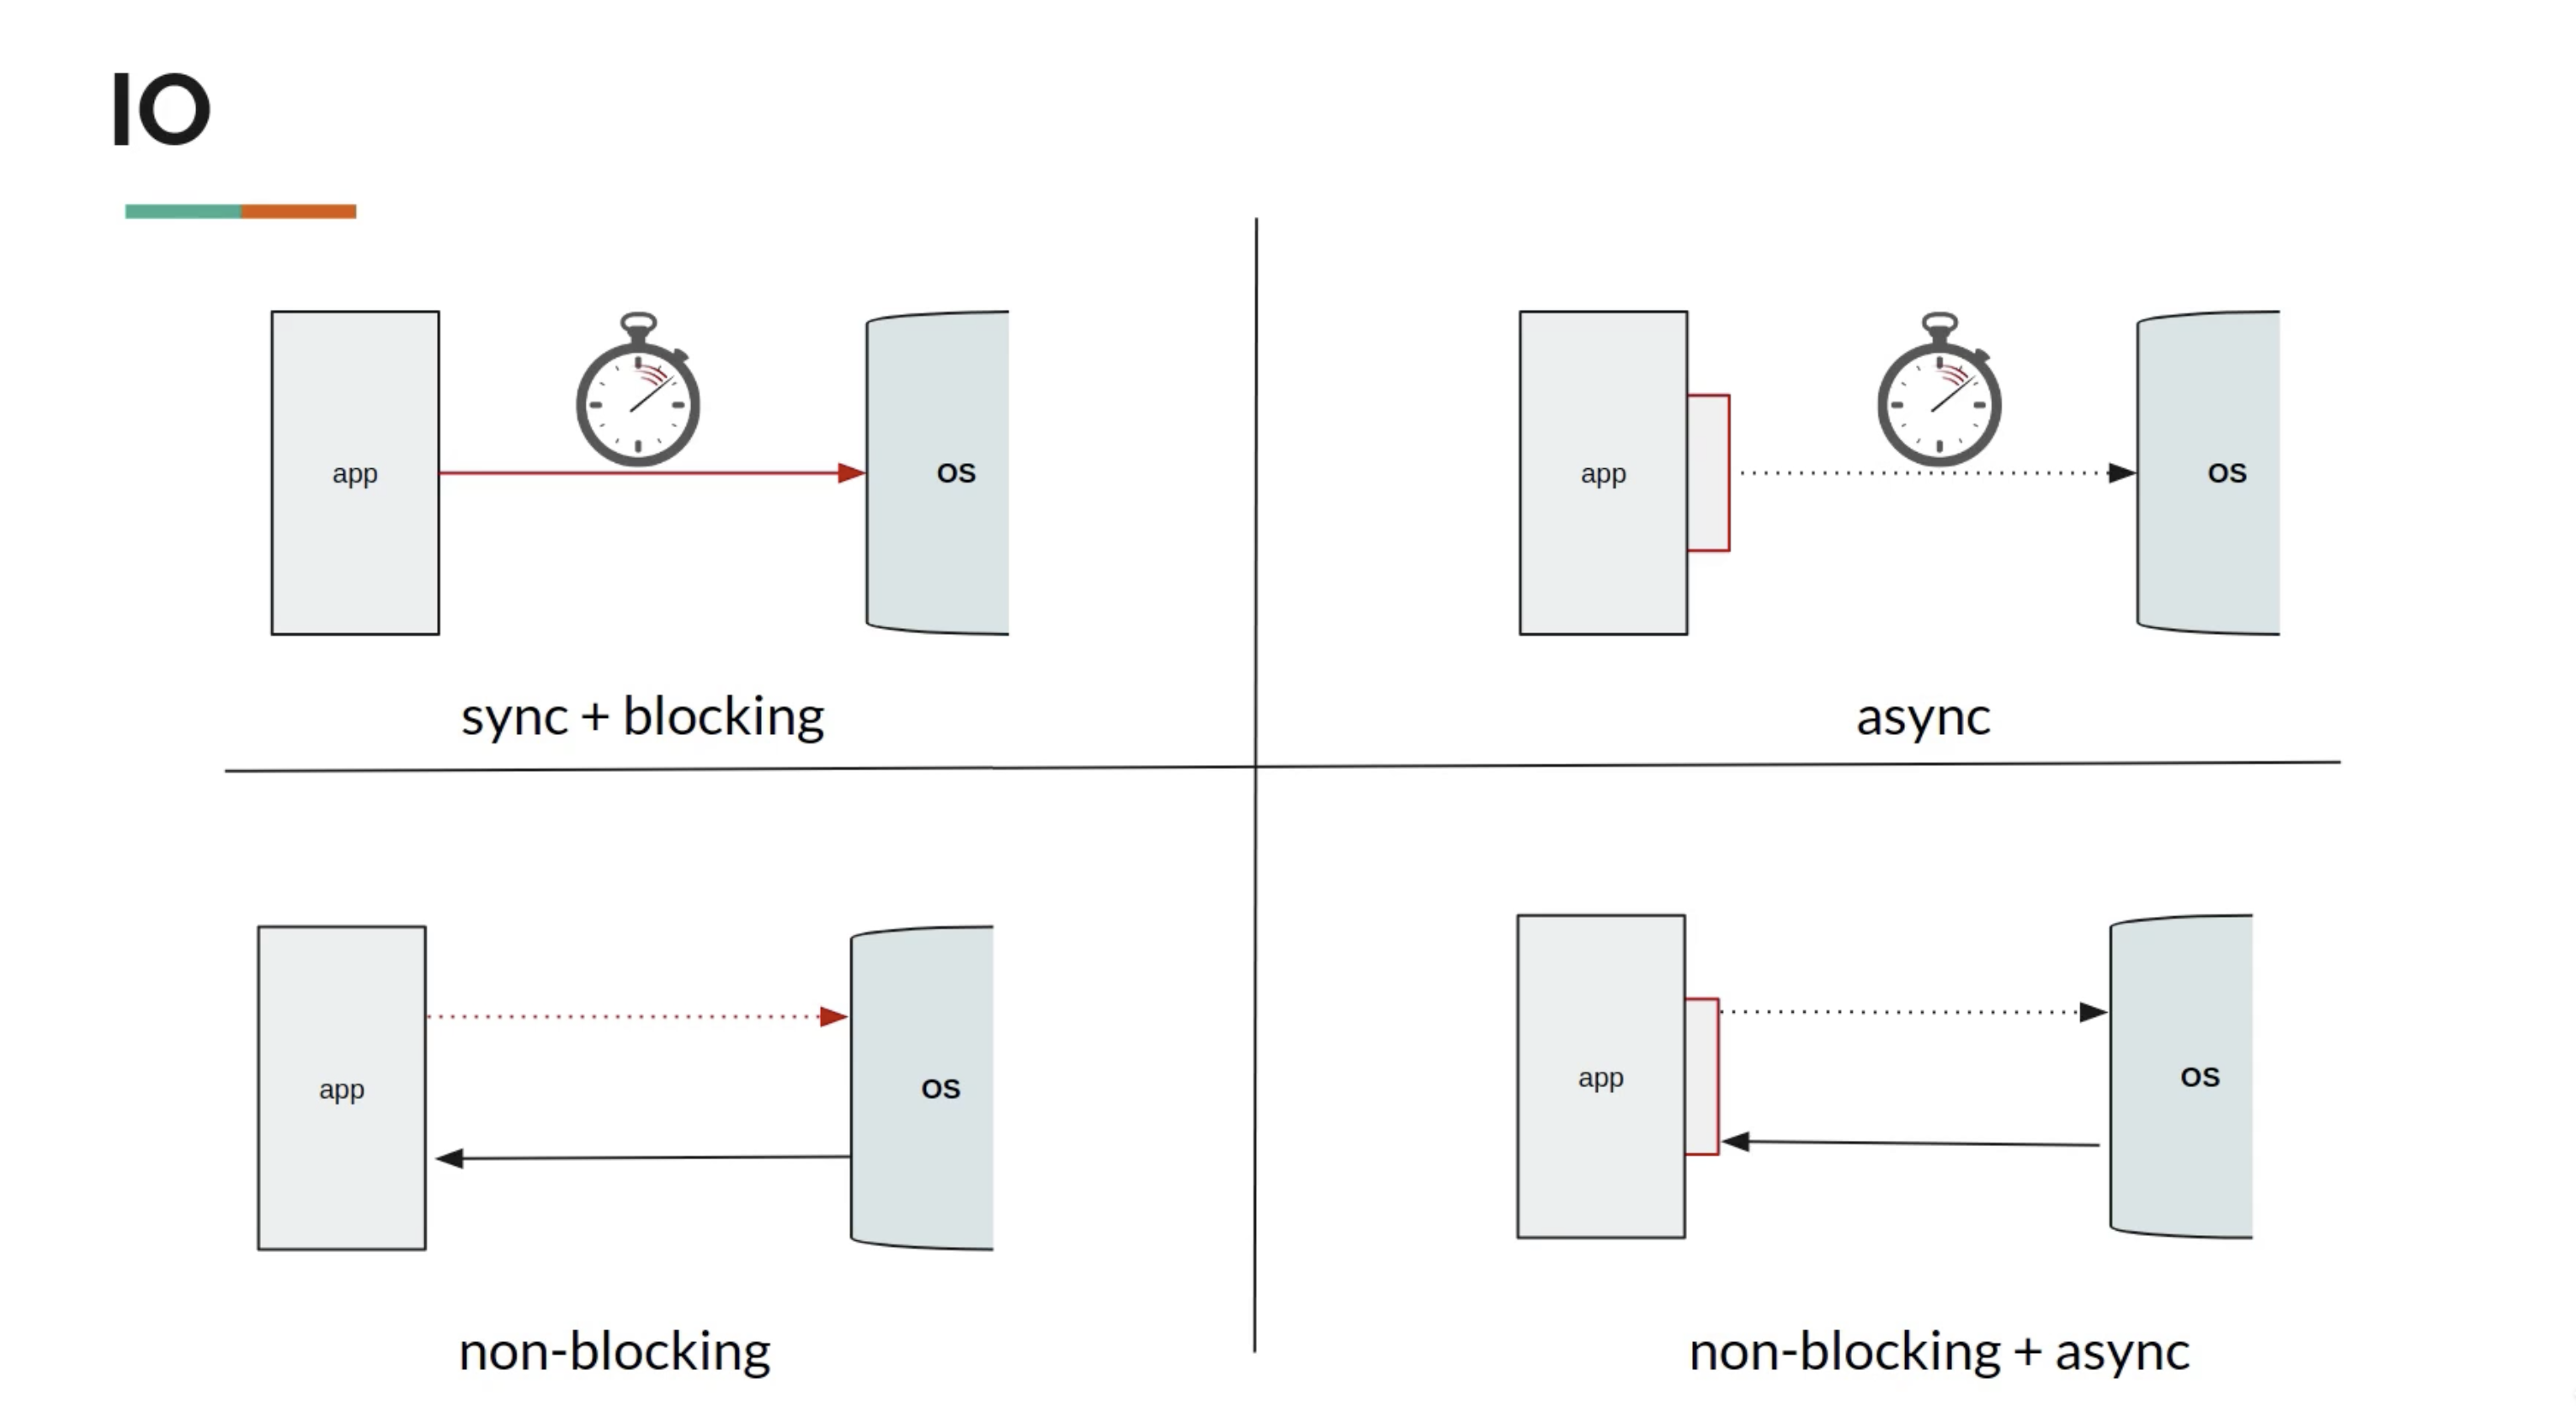 IO
app
OS
sync + blocking
app
OS
async
app
OS
non-blocking
app
OS
non-blocking + async